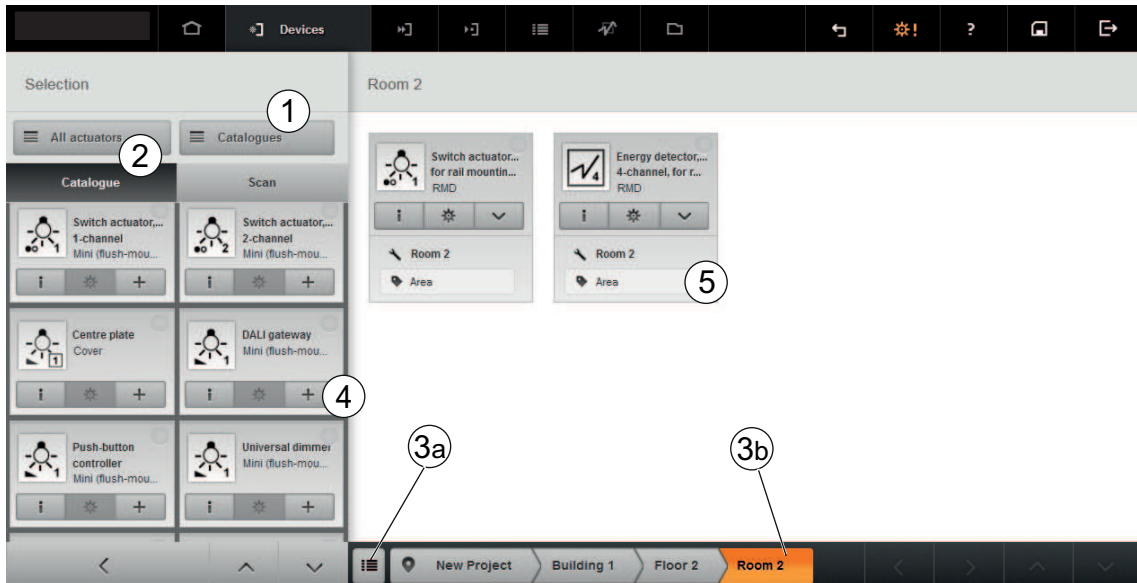 Devices
?
Selection
Room 2
1
All actuators
Catalogues
2
Catalogue
Scan
Switch actuator,...
1-channel
Mini (flush-mou...
Switch actuator,...
2-channel
Mini (flush-mou...
Centre plate
Cover
DALI gateway
Mini (flush-mou...
4
Push-button
controller
Mini (flush-mou...
Universal dimmer
Mini (flush-mou...
Switch actuator...
for rail mountin...
RMD
Room 2
Area
Energy detector,...
4-channel, for r...
RMD
Room 2
Area
5
3a
3b
New Project
Building 1
Floor 2
Room 2